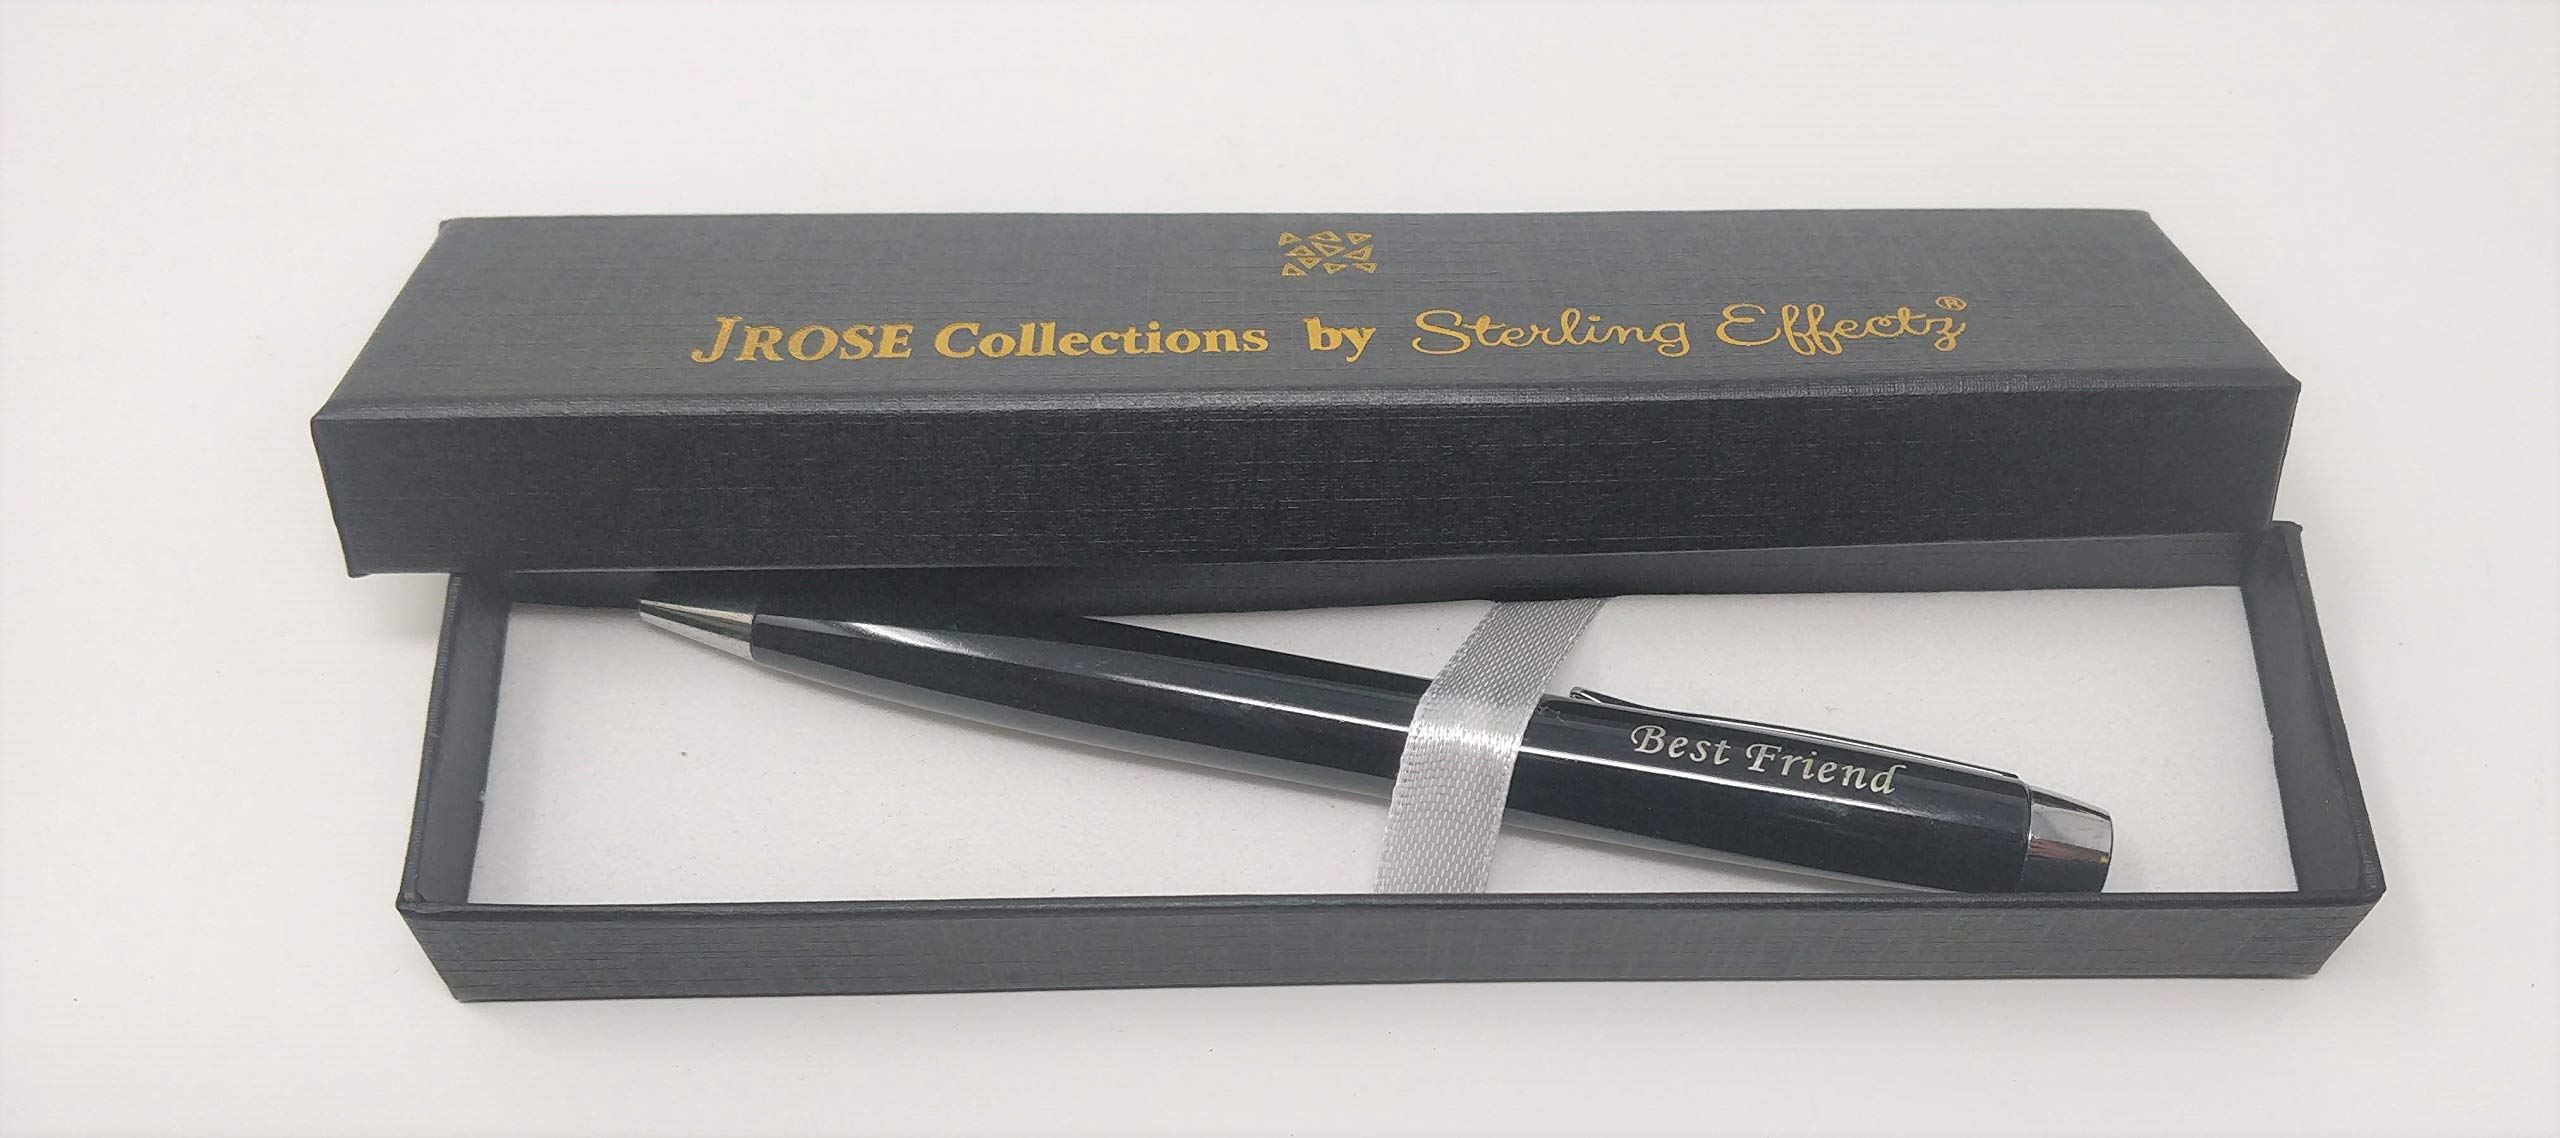 JROSE Collections by Sterling Effectz®
Best Friend